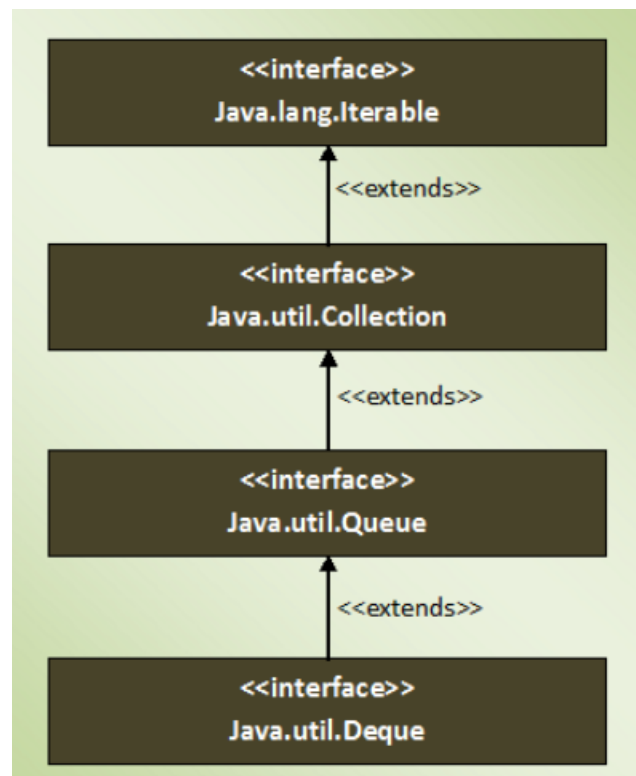 <<interface>>
Java.lang.Iterable
<<extends>>
<<interface>>
Java.util.Collection
<<extends>>
<<interface>>
Java.util.Queue
<<extends>>
<<interface>>
Java.util.Deque